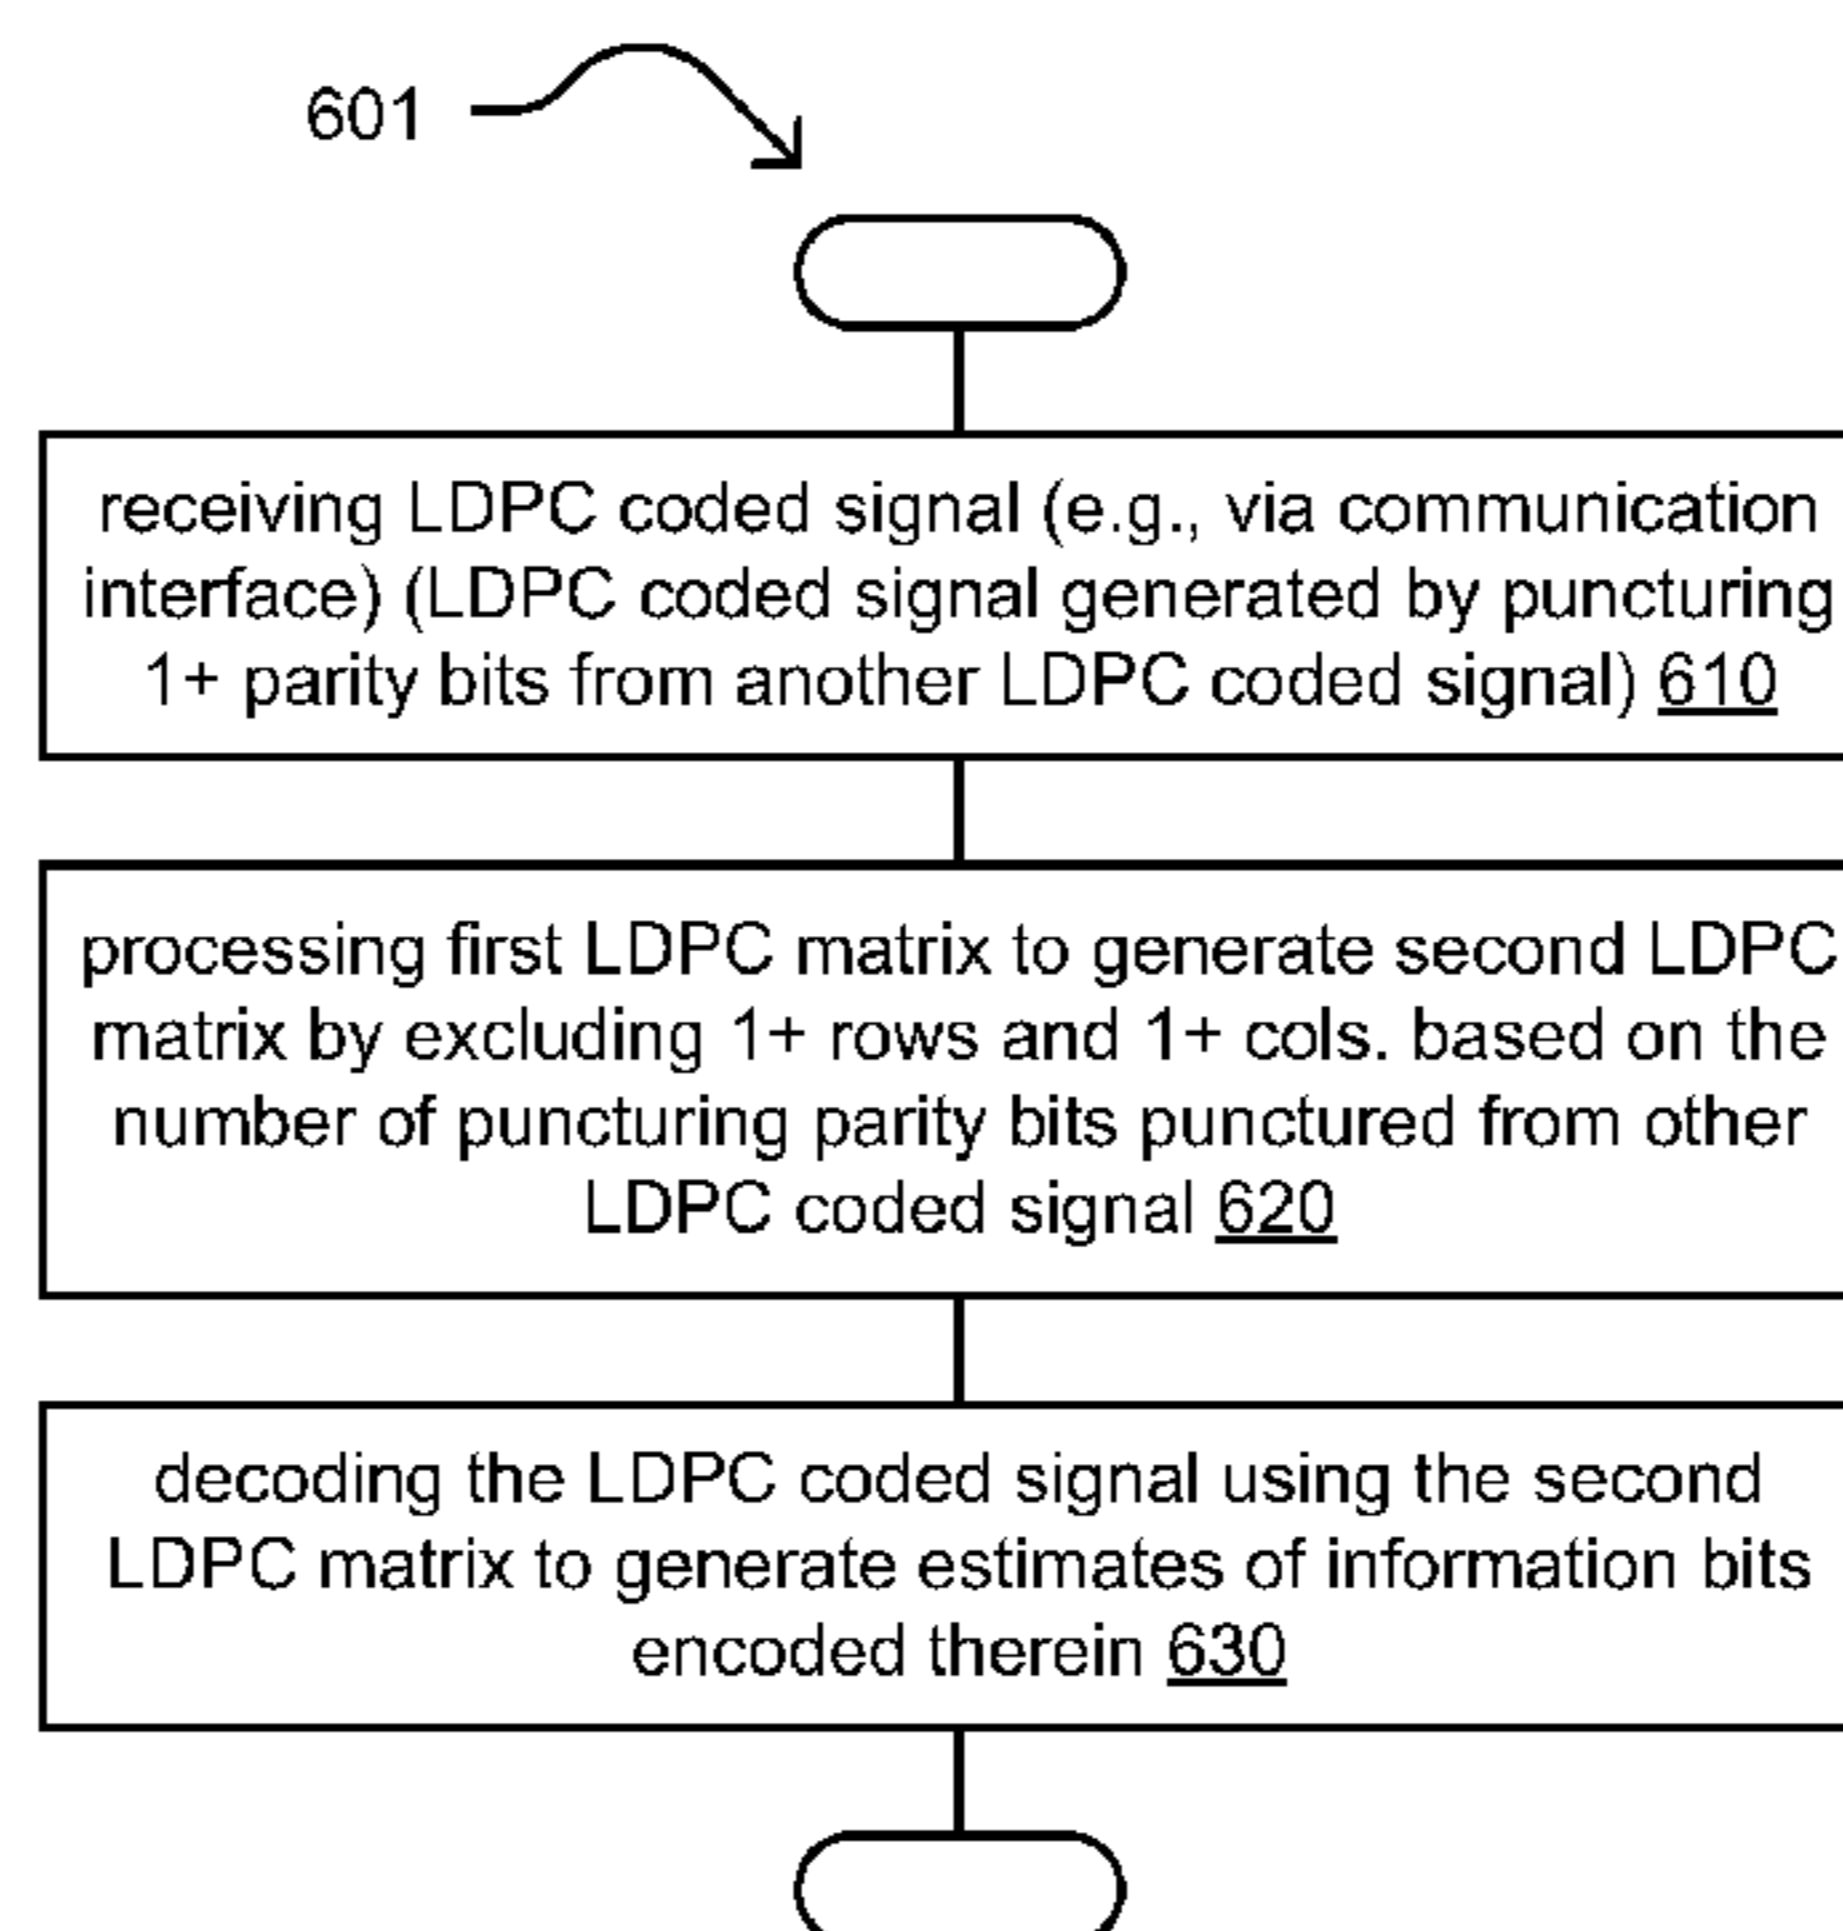 601
receiving LDPC coded signal (e.g., via communication
interface) (LDPC coded signal generated by puncturing
1+ parity bits from another LDPC coded signal) 610
processing first LDPC matrix to generate second LDPC
matrix by excluding 1+ rows and 1+ cols. based on the
number of puncturing parity bits punctured from other
LDPC coded signal 620
decoding the LDPC coded signal using the second
LDPC matrix to generate estimates of information bits
encoded therein 630